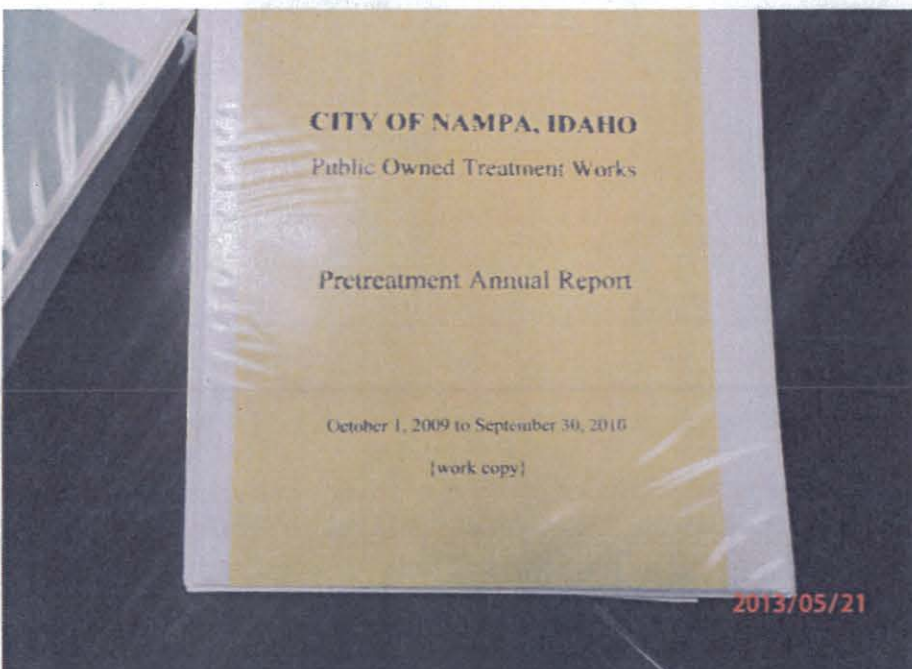 CITY OF NAMPA, IDAHO
Public Owned Treatment Works
Pretreatment Annual Report
October 1, 2009 to September 30, 2010
{work copy}
2013/05/21